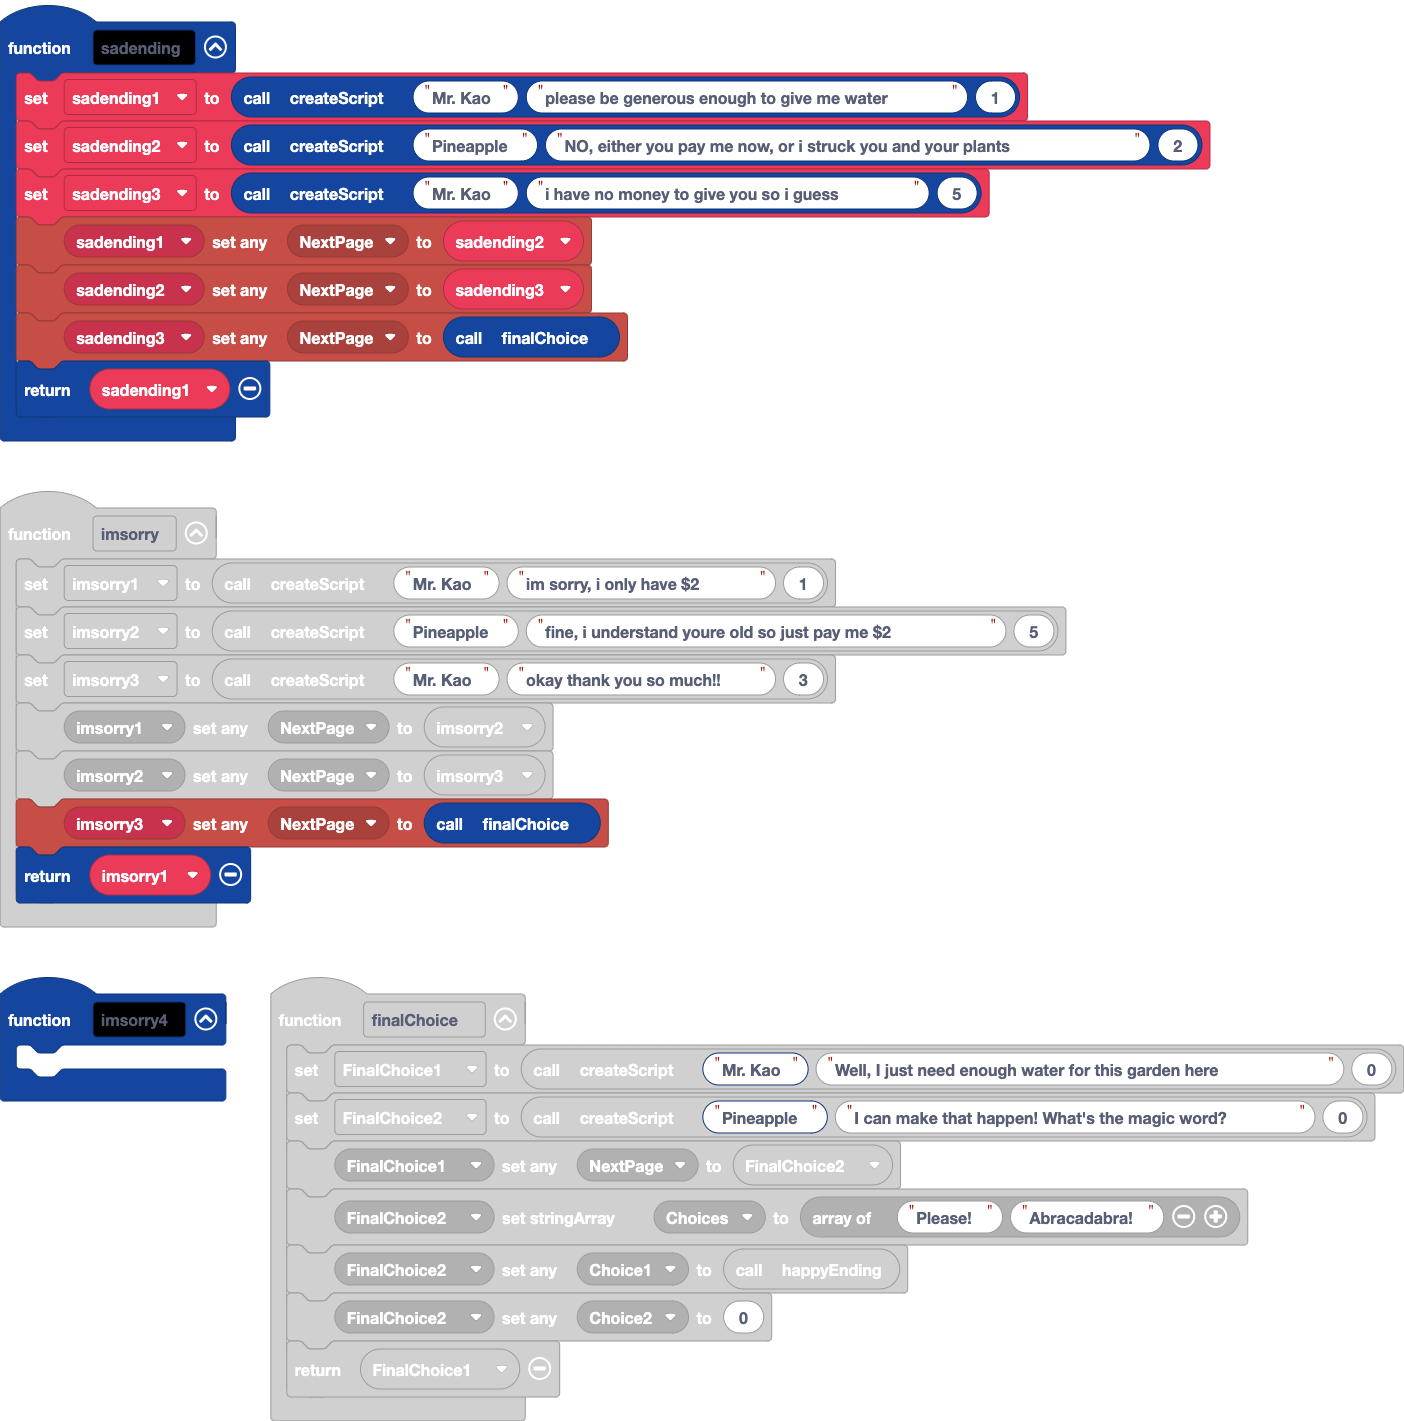 function sadending
set sadending1 to call createScript "Mr. Kao" "please be generous enough to give me water" 1
set sadending2 to call createScript "Pineapple" "NO, either you pay me now, or i struck you and your plants" 2
set sadending3 to call createScript "Mr. Kao" "i have no money to give you so i guess" 5
sadending1 set any NextPage to sadending2
sadending2 set any NextPage to sadending3
sadending3 set any NextPage to call finalChoice
return sadending1
function imsorry
set imsorry1 to call createScript "Mr. Kao" "im sorry, i only have $2" 1
set imsorry2 to call createScript "Pineapple" "fine, i understand youre old so just pay me $2" 5
set imsorry3 to call createScript "Mr. Kao" "okay thank you so much!!" 3
imsorry1 set any NextPage to imsorry2
imsorry2 set any NextPage to imsorry3
imsorry3 set any NextPage to call finalChoice
return imsorry1
function imsorry4
function finalChoice
set FinalChoice1 to call createScript "Mr. Kao" "Well, I just need enough water for this garden here" 0
set FinalChoice2 to call createScript "Pineapple" "I can make that happen! What's the magic word?" 0
FinalChoice1 set any NextPage to FinalChoice2
FinalChoice2 set stringArray Choices to array of "Please!" "Abracadabra!"
FinalChoice2 set any Choice1 to call happyEnding
FinalChoice2 set any Choice2 to 0
return FinalChoice1